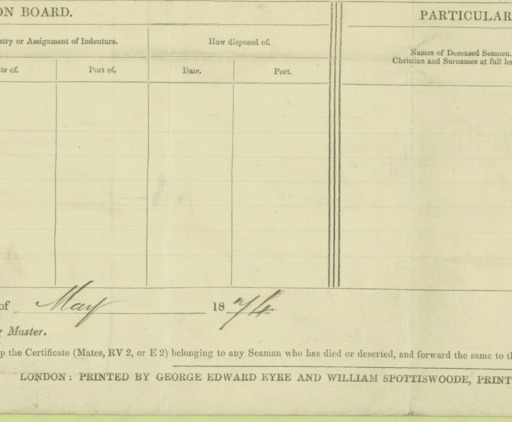 ON BOARD.
PARTICULAR
stry or Assignment of Indenture.
How disposed of.
Names of Deceased Seamen.
Christian and Surnames at full len
te of.
Port of.
Date.
Port.
of May 1874
Master.
p the Certificate (Mates, RV 2, or E 2) belonging to any Seaman who has died or deserted, and forward the same to th
LONDON: PRINTED BY GEORGE EDWARD EYRE AND WILLIAM SPOTTISWOODE, PRINT